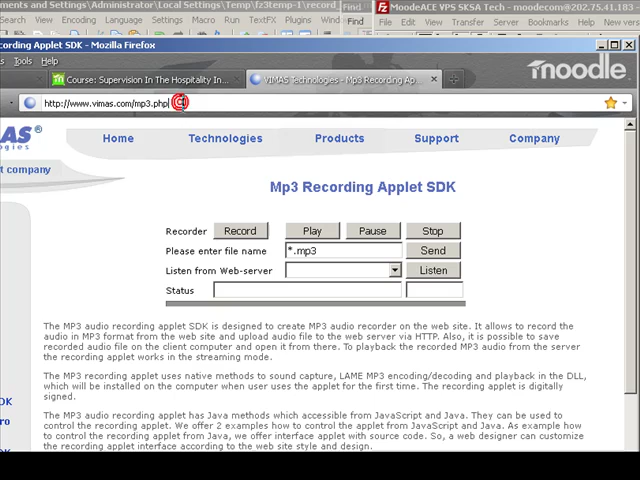 ments and Settings\Administrator\Local Settings\Temp\fz3temp-1\record_
Find
MoodeACE VPS SKSA Tech - moodecom@202.75.41.183
Search View Encoding Language Settings Macro Run TextFX Plugins Window
Find
File Edit View Transfer Server Bookmarks Help New
cording Applet SDK - Mozilla Firefox
s Tools Help
Course: Supervision In The Hospitality In...
VIMAS Technologies - Mp3 Recording Ap...
moodle
http://www.vimas.com/mp3.php
AS
ologies
Home Technologies Products Support Company
t company
Mp3 Recording Applet SDK
Recorder Record Play Pause Stop
Please enter file name *.mp3 Send
Listen from Web-server Listen
Status
The MP3 audio recording applet SDK is designed to create MP3 audio recorder on the web site. It allows to record the
audio in MP3 format from the web site and upload audio file to the web server via HTTP. Also, it is possible to save
recorded audio file on the client computer and open it from there. To playback the recorded MP3 audio from the server
the recording applet works in the streaming mode.
The MP3 audio recording applet uses native methods to sound capture, LAME MP3 encoding/decoding and playback in the DLL,
which will be installed on the computer when user uses the applet for the first time. The recording applet is digitally
signed.
DK
The MP3 audio recording applet has Java methods which accessible from JavaScript and Java. They can be used to
ro
control the recording applet. We offer 2 examples how to control the applet from JavaScript and Java. As example how
to control the recording applet from Java, we offer interface applet with source code. So, a web designer can customize
the recording applet interface according to the web site style and design.
K